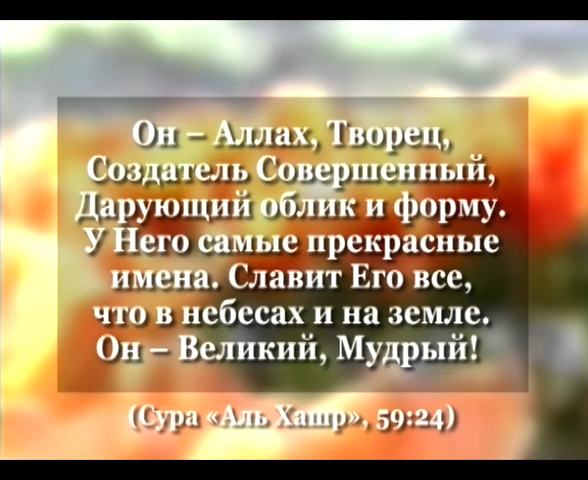 Он – Аллах, Творец,
Создатель Совершенный,
Дарующий облик и форму.
У Него самые прекрасные
имена. Славит Его все,
что в небесах и на земле.
Он – Великий, Мудрый!
(Сура «Аль Хашр», 59:24)